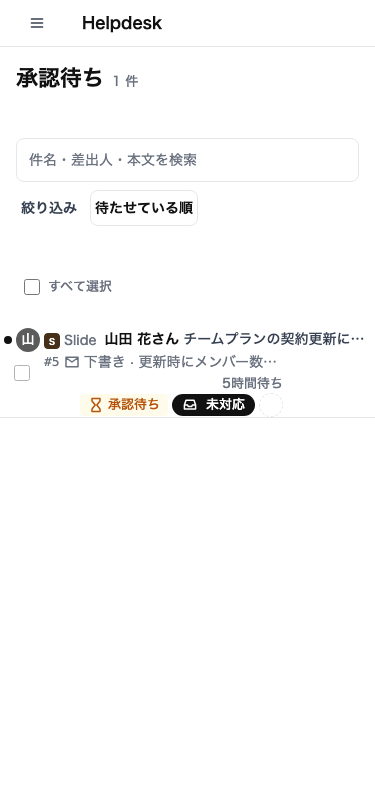 Helpdesk
承認待ち 1 件
件名・差出人・本文を検索
絞り込み 待たせている順
すべて選択
山 s Slide 山田 花さん チームプランの契約更新に…
#5 下書き · 更新時にメンバー数…
5時間待ち
承認待ち 未対応